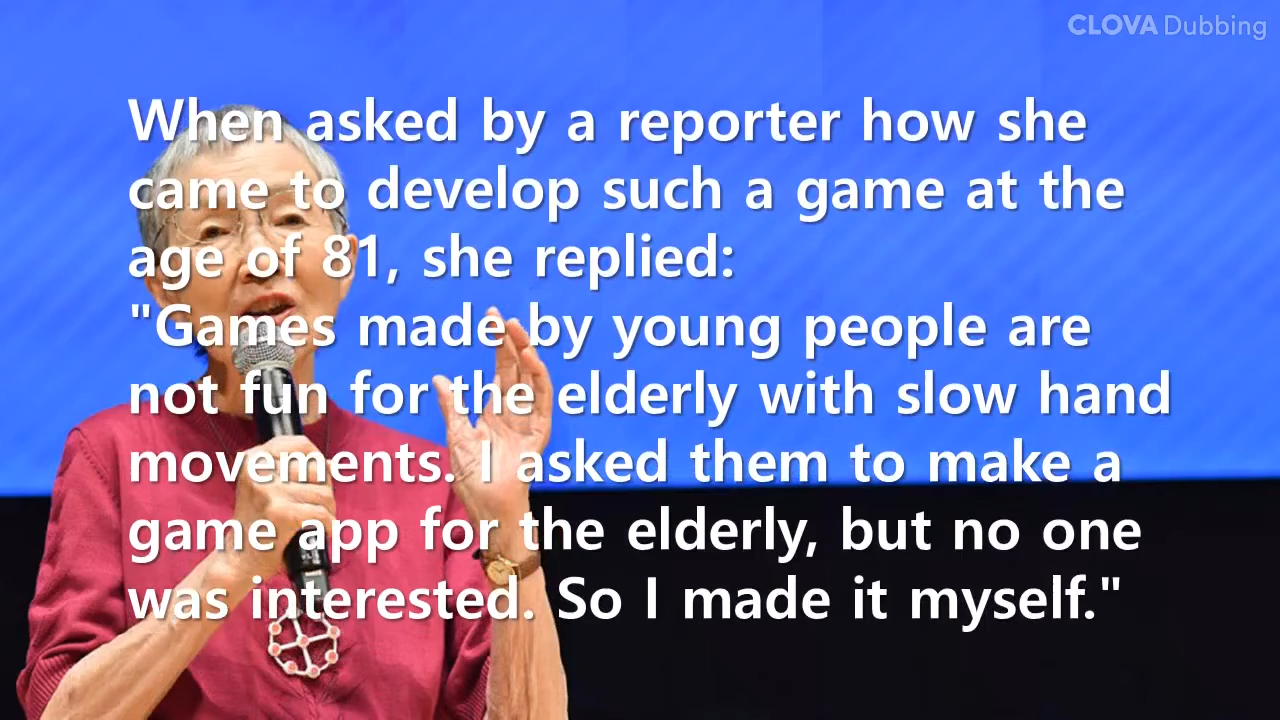 CLOVA Dubbing
When asked by a reporter how she
came to develop such a game at the
age of 81, she replied:
"Games made by young people are
not fun for the elderly with slow hand
movements. I asked them to make a
game app for the elderly, but no one
was interested. So I made it myself."